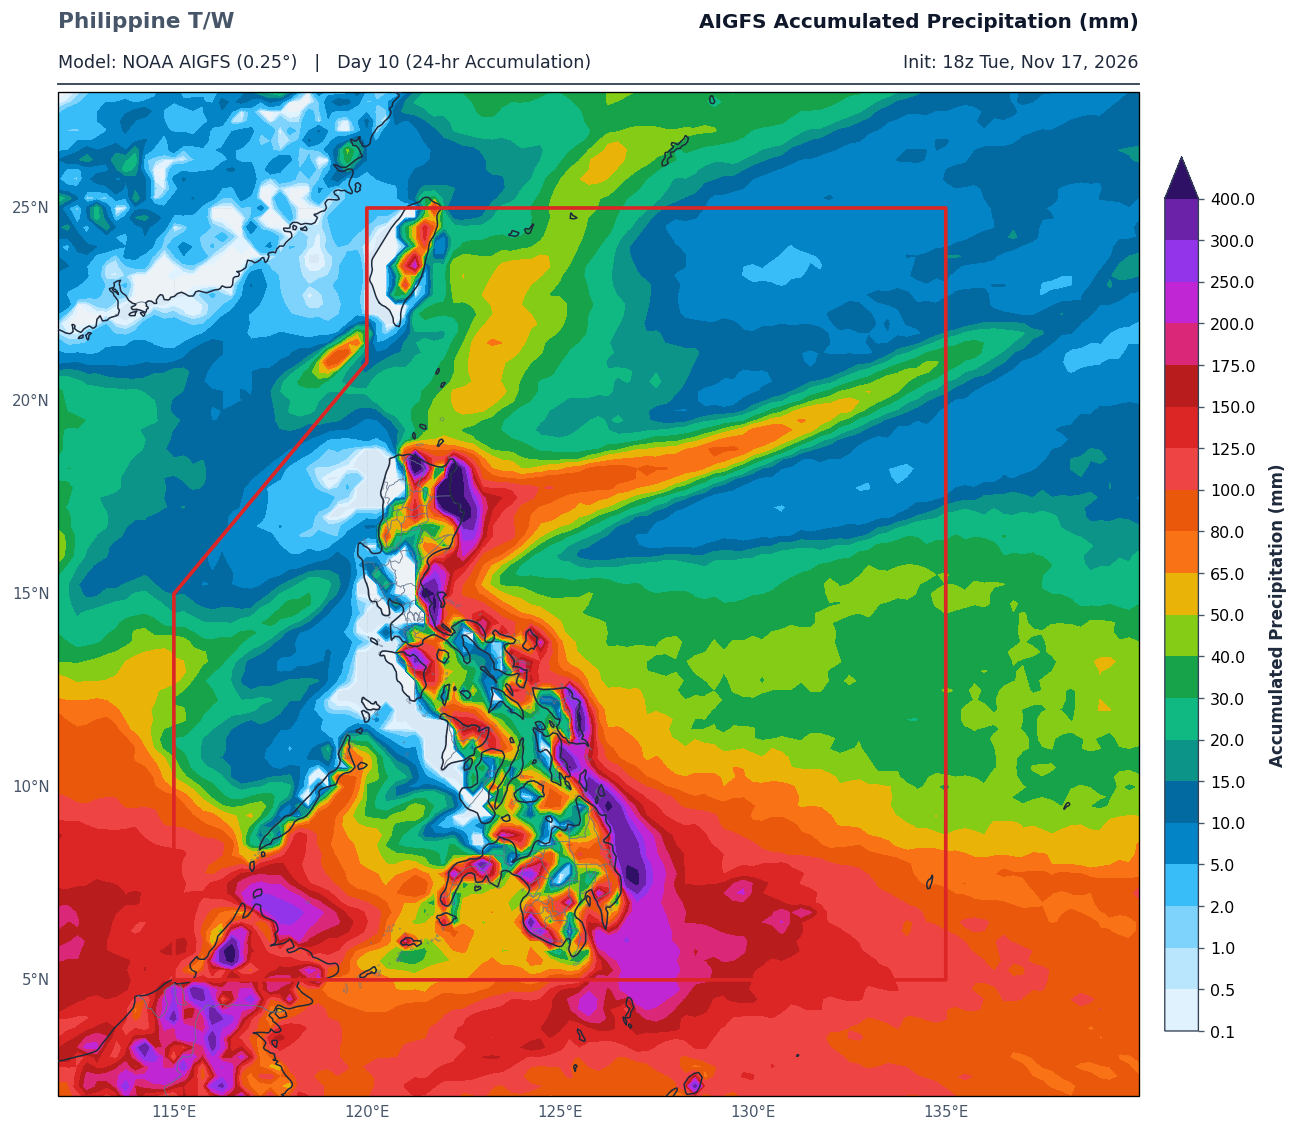 Philippine T/W
AIGFS Accumulated Precipitation (mm)
Model: NOAA AIGFS (0.25°) | Day 10 (24-hr Accumulation)
Init: 18z Tue, Nov 17, 2026
25°N
20°N
15°N
10°N
5°N
115°E
120°E
125°E
130°E
135°E
400.0
300.0
250.0
200.0
175.0
150.0
125.0
100.0
80.0
65.0
50.0
40.0
30.0
20.0
15.0
10.0
5.0
2.0
1.0
0.5
0.1
Accumulated Precipitation (mm)